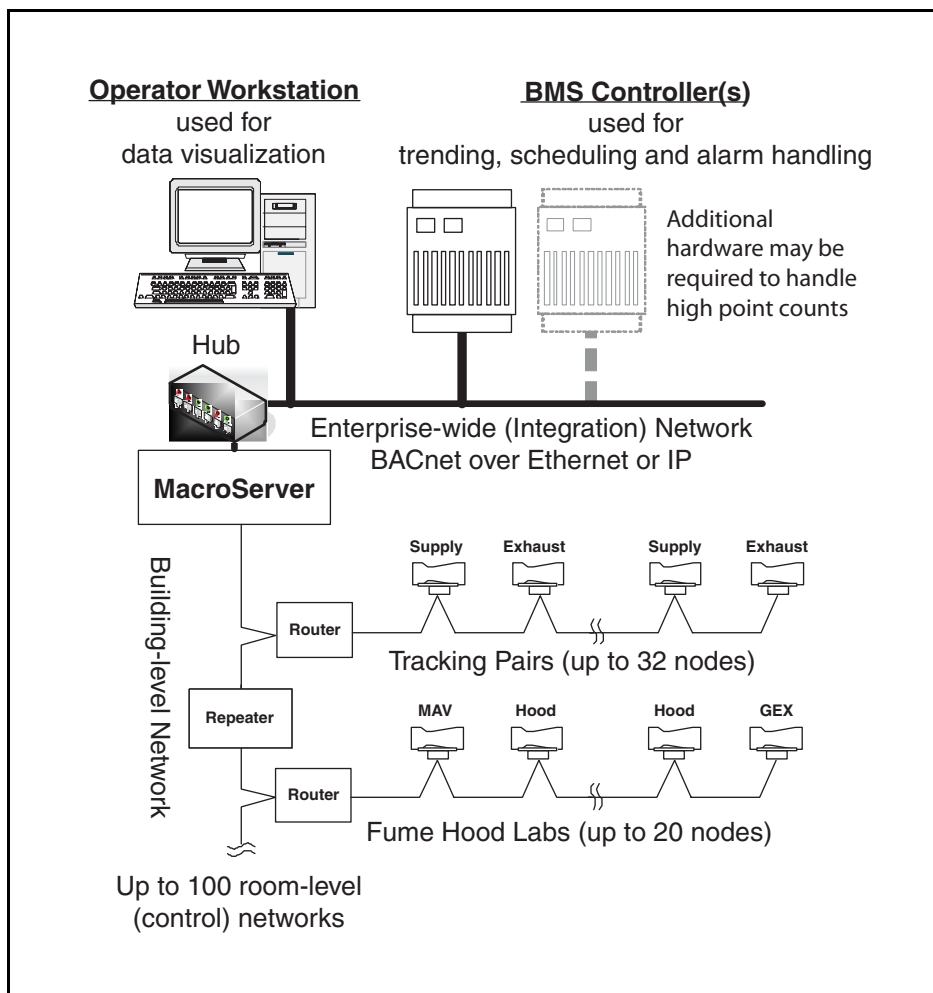 Operator Workstation
used for
data visualization
BMS Controller(s)
used for
trending, scheduling and alarm handling
Additional
hardware may be
required to handle
high point counts
Hub
Enterprise-wide (Integration) Network
BACnet over Ethernet or IP
MacroServer
Building-level Network
Supply
Exhaust
Supply
Exhaust
Router
Tracking Pairs (up to 32 nodes)
Repeater
MAV
Hood
Hood
GEX
Router
Fume Hood Labs (up to 20 nodes)
Up to 100 room-level
(control) networks